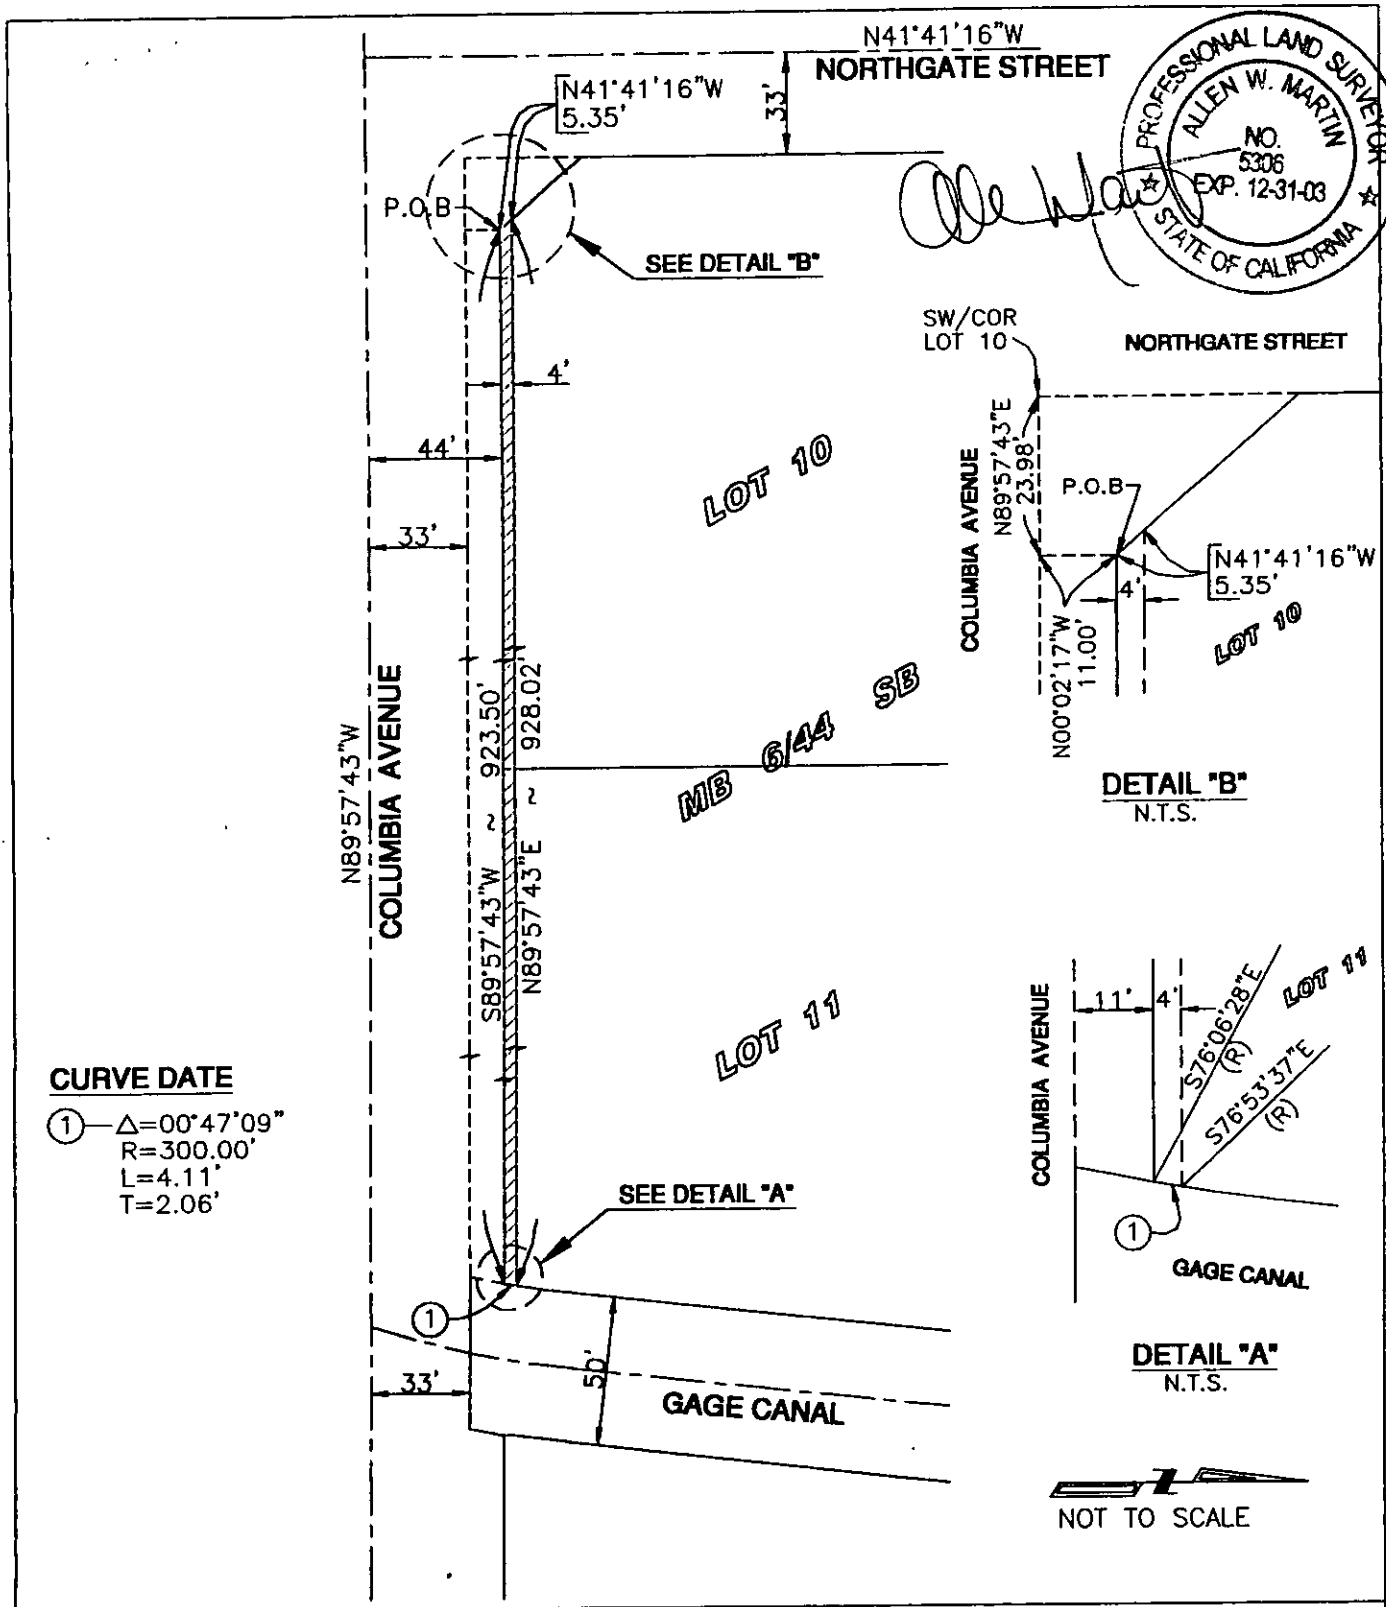 N41°41'16"W
NORTHGATE STREET
33'
N41°41'16"W
5.35'
P.O.B
SEE DETAIL "B"
PROFESSIONAL LAND SURVEYOR
ALLEN W. MARTIN
NO.
5306
EXP. 12-31-03
STATE OF CALIFORNIA
4'
44'
33'
LOT 10
SW/COR
LOT 10
NORTHGATE STREET
COLUMBIA AVENUE
N89°57'43"E
23.98'
P.O.B
N41°41'16"W
5.35'
4'
N00°02'17"W
11.00'
LOT 10
DETAIL "B"
N.T.S.
N89°57'43"W
COLUMBIA AVENUE
S89°57'43"W ~ 923.50'
N89°57'43"E ~ 928.02'
MB 6/44 SB
LOT 11
CURVE DATE
1 Δ=00°47'09"
R=300.00'
L=4.11'
T=2.06'
SEE DETAIL "A"
1
33'
50'
GAGE CANAL
COLUMBIA AVENUE
11'
4'
S76°06'28"E
(R)
S76°53'37"E
(R)
LOT 11
1
GAGE CANAL
DETAIL "A"
N.T.S.
NOT TO SCALE